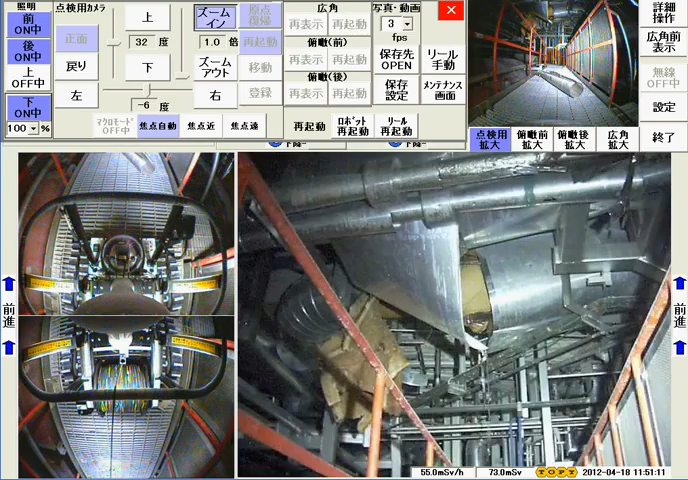 照明
前
ON中
後
ON中
上
OFF中
下
ON中
100 %
点検用カメラ
正面
戻り
左
上
32 度
下
-6 度
ズーム
イン
1.0 倍
ズーム
アウト
右
原点
復帰
再起動
移動
登録
マクロモード
OFF中
焦点自動
焦点近
焦点遠
広角
再表示 再起動
俯瞰(前)
再表示 再起動
俯瞰(後)
再表示 再起動
再起動
ロボット
再起動
リール
再起動
写真・動画
3
fps
保存先
OPEN
保存
設定
リール
手動
メンテナンス
画面
点検用
拡大
俯瞰前
拡大
俯瞰後
拡大
広角
拡大
詳細
操作
広角前
表示
無線
OFF中
設定
終了
前進
前進
55.0mSv/h
73.0mSv
TOPY
2012-04-18 11:51:11